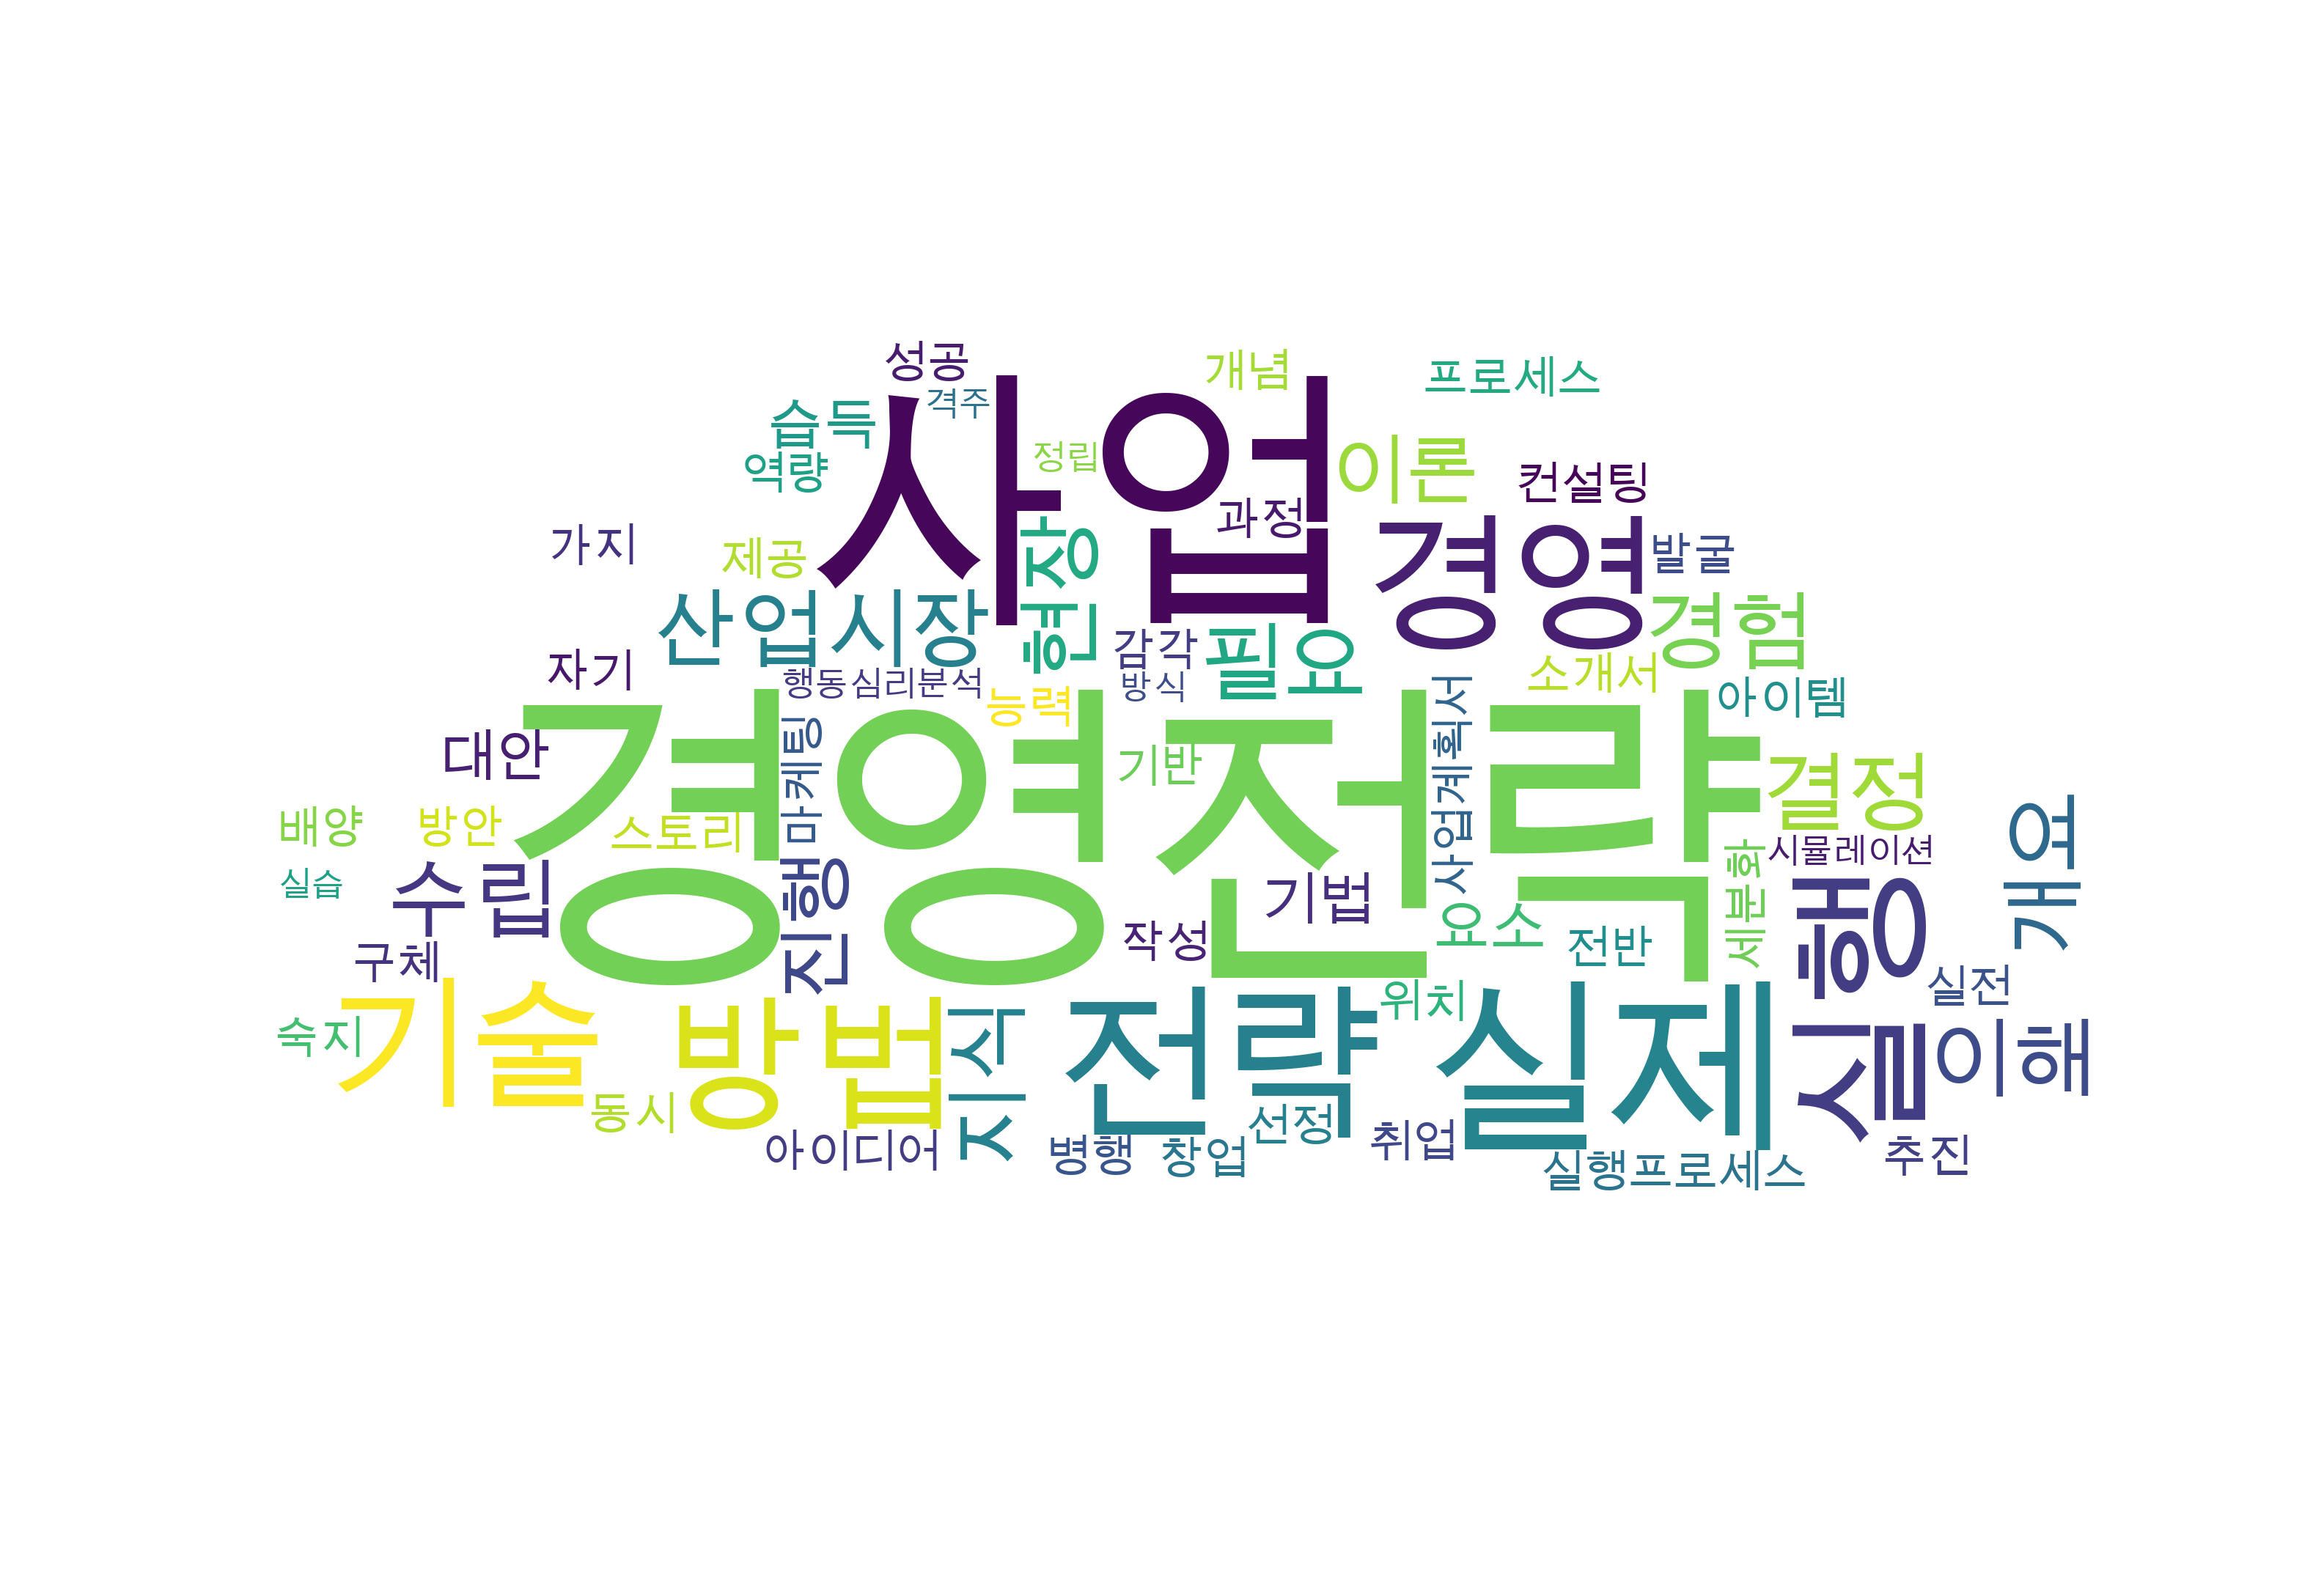 성공
개념
프로세스
격주
습득
사업
정립
이론
역량
컨설팅
과정
가지
제공
현장
경영
발굴
산업시장
경험
감각
필요
자기
행동심리분석
방식
소개서
능력
아이템
경영전략
마케팅
사업계획서
대안
기반
결정
배양
방안
스토리
시뮬레이션
개요
실습
수립
진행
기법
요소
세분화
실행
작성
전반
구체
실전
기술
위치
숙지
방법
지식
전략
실제
이해
동시
선정
아이디어
병행
창업
취업
추진
실행프로세스